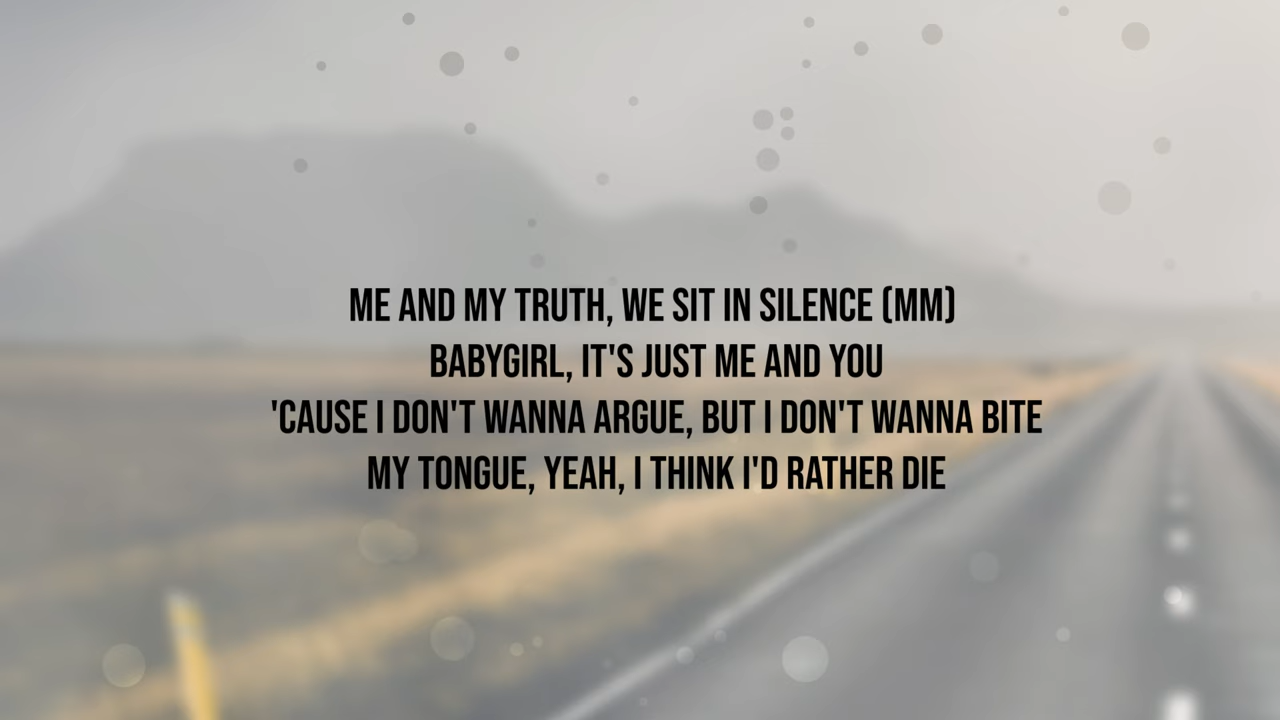 ME AND MY TRUTH, WE SIT IN SILENCE (MM)
BABYGIRL, IT'S JUST ME AND YOU
'CAUSE I DON'T WANNA ARGUE, BUT I DON'T WANNA BITE
MY TONGUE, YEAH, I THINK I'D RATHER DIE